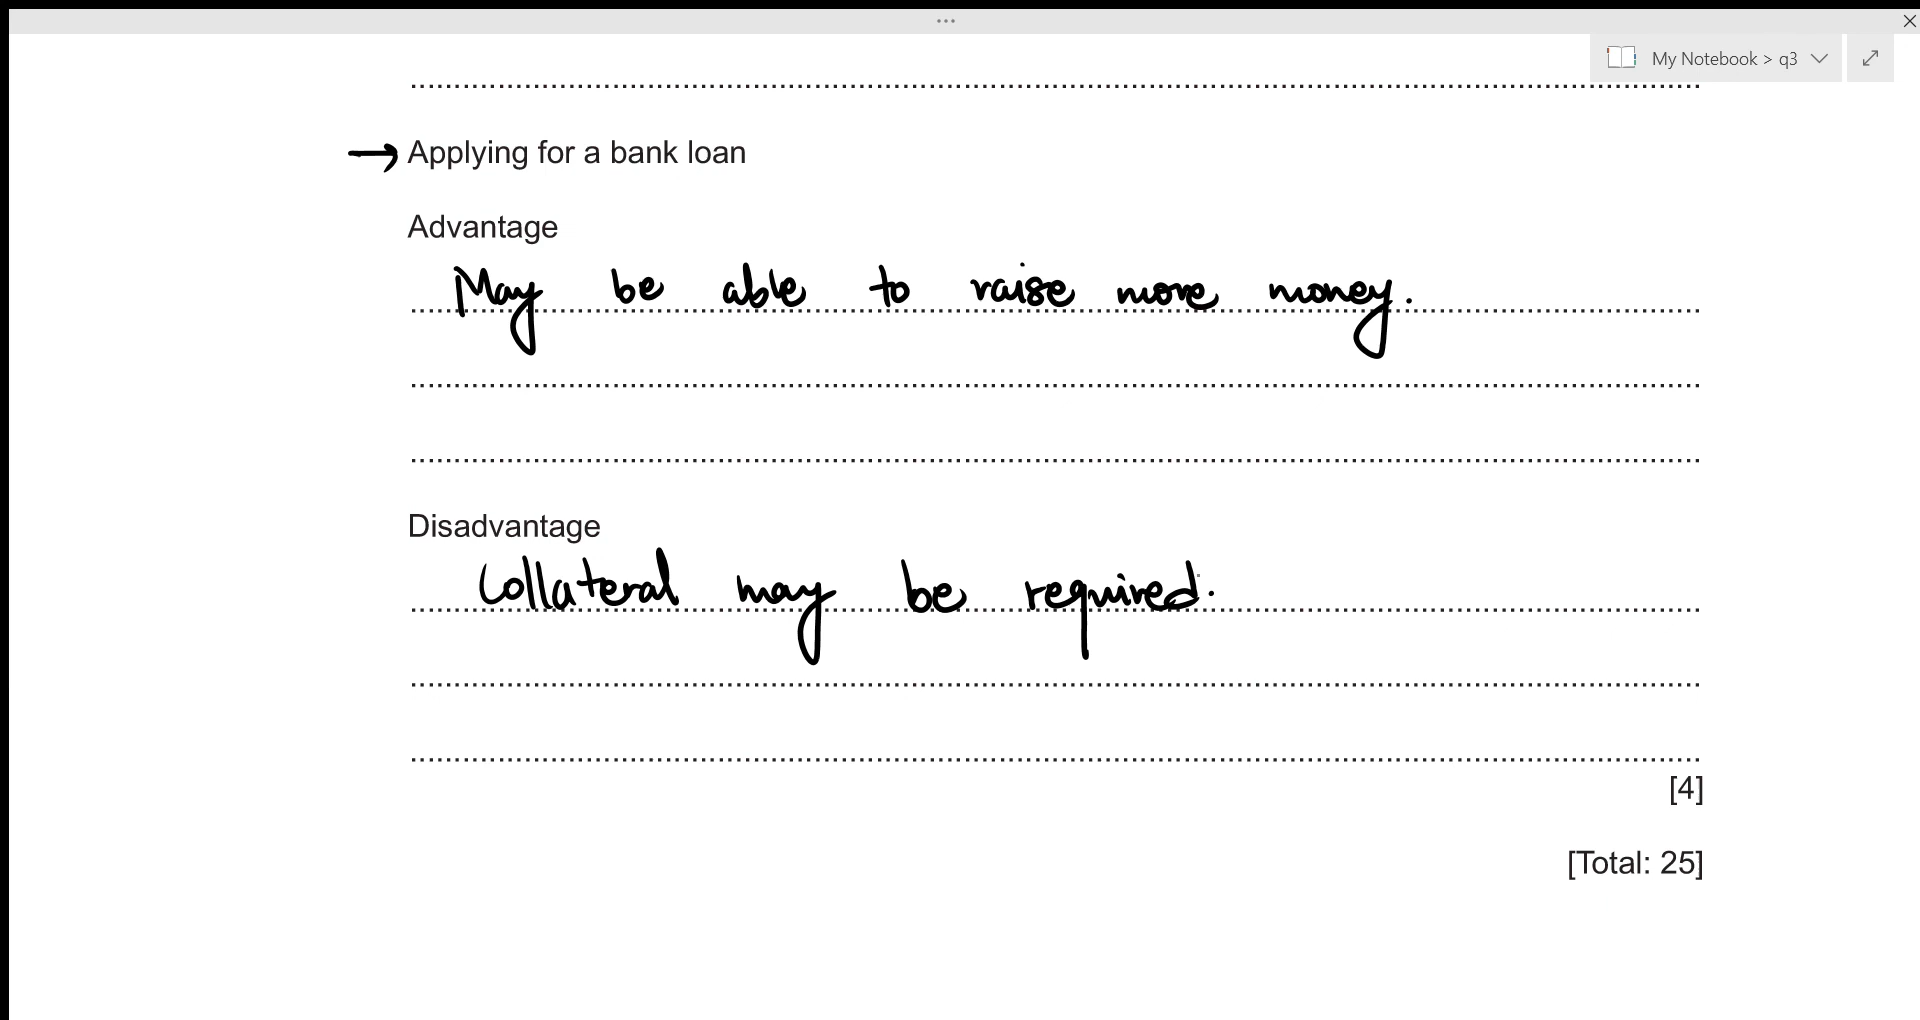 My Notebook > q3
Applying for a bank loan
Advantage
May be able to raise more money.
Disadvantage
Collateral may be required.
[4]
[Total: 25]